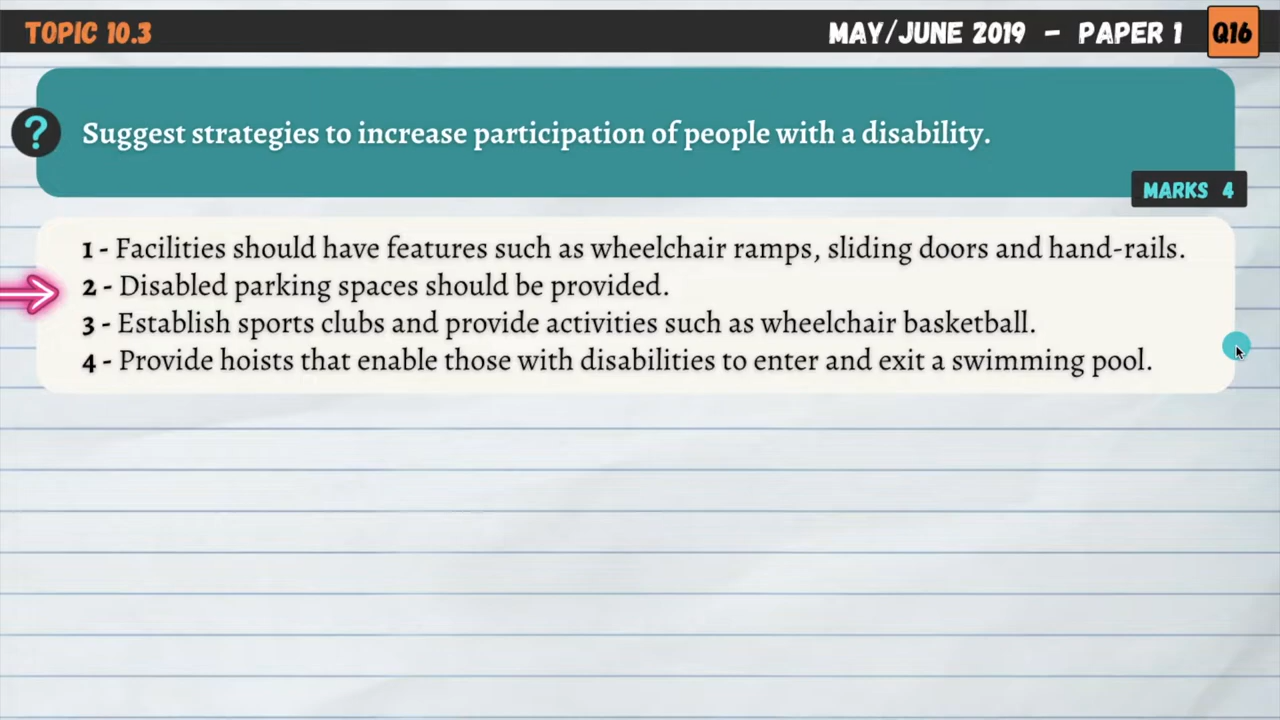 TOPIC 10.3
MAY/JUNE 2019 - PAPER 1 Q16
? Suggest strategies to increase participation of people with a disability.
MARKS 4
1 - Facilities should have features such as wheelchair ramps, sliding doors and hand-rails.
2 - Disabled parking spaces should be provided.
3 - Establish sports clubs and provide activities such as wheelchair basketball.
4 - Provide hoists that enable those with disabilities to enter and exit a swimming pool.